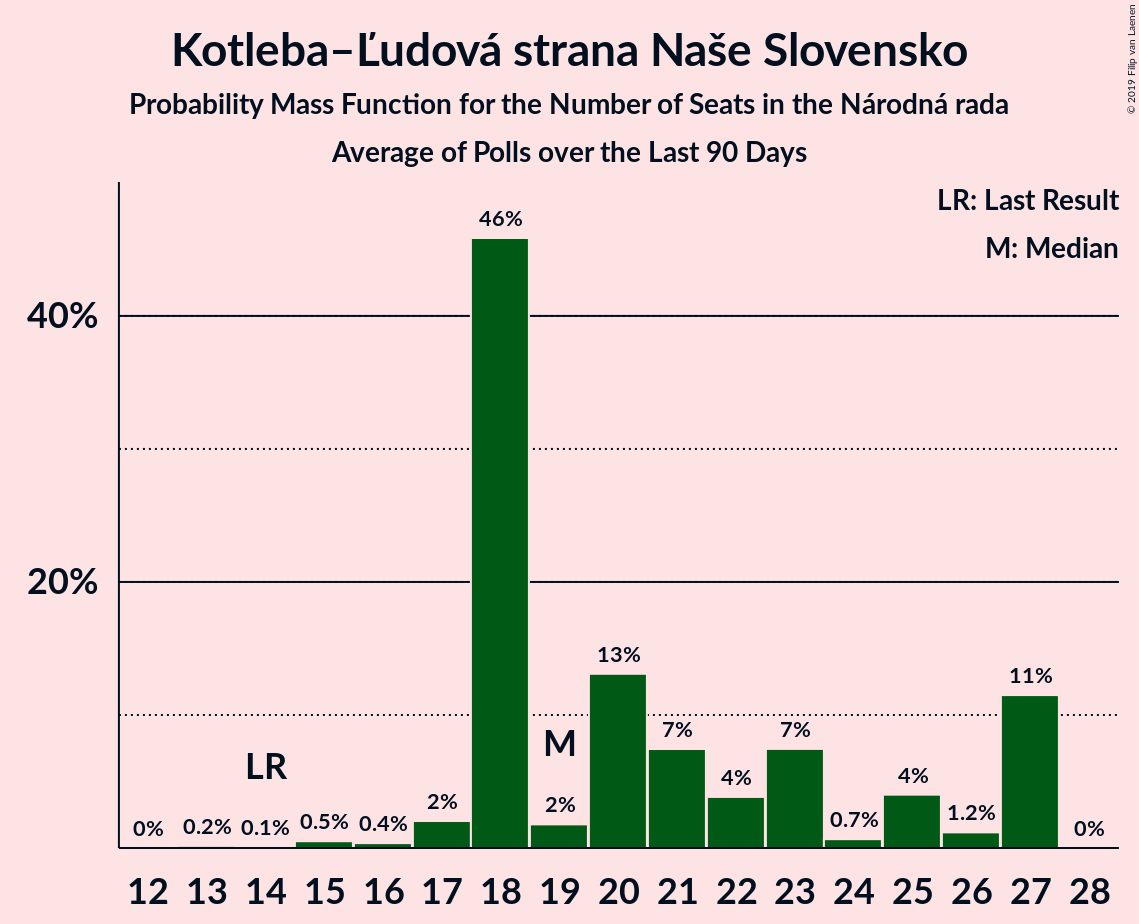 Kotleba–Ľudová strana Naše Slovensko
Probability Mass Function for the Number of Seats in the Národná rada
Average of Polls over the Last 90 Days
© 2019 Filip van Laenen
LR: Last Result
M: Median
40%
20%
0% 0.2% 0.1% 0.5% 0.4% 2% 46% 2% 13% 7% 4% 7% 0.7% 4% 1.2% 11% 0%
LR M
12 13 14 15 16 17 18 19 20 21 22 23 24 25 26 27 28